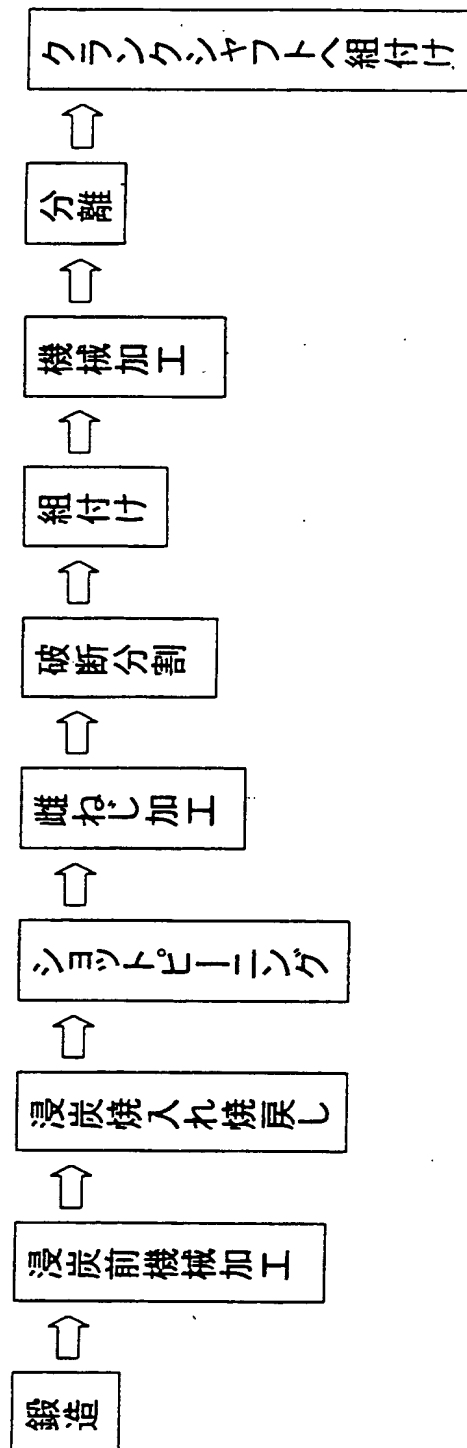 鍛造
浸炭前機械加工
浸炭焼入れ焼戻し
ショットピーニング
雌ねじ加工
破断分割
組付け
機械加工
分離
クランクシャフトへ組付け